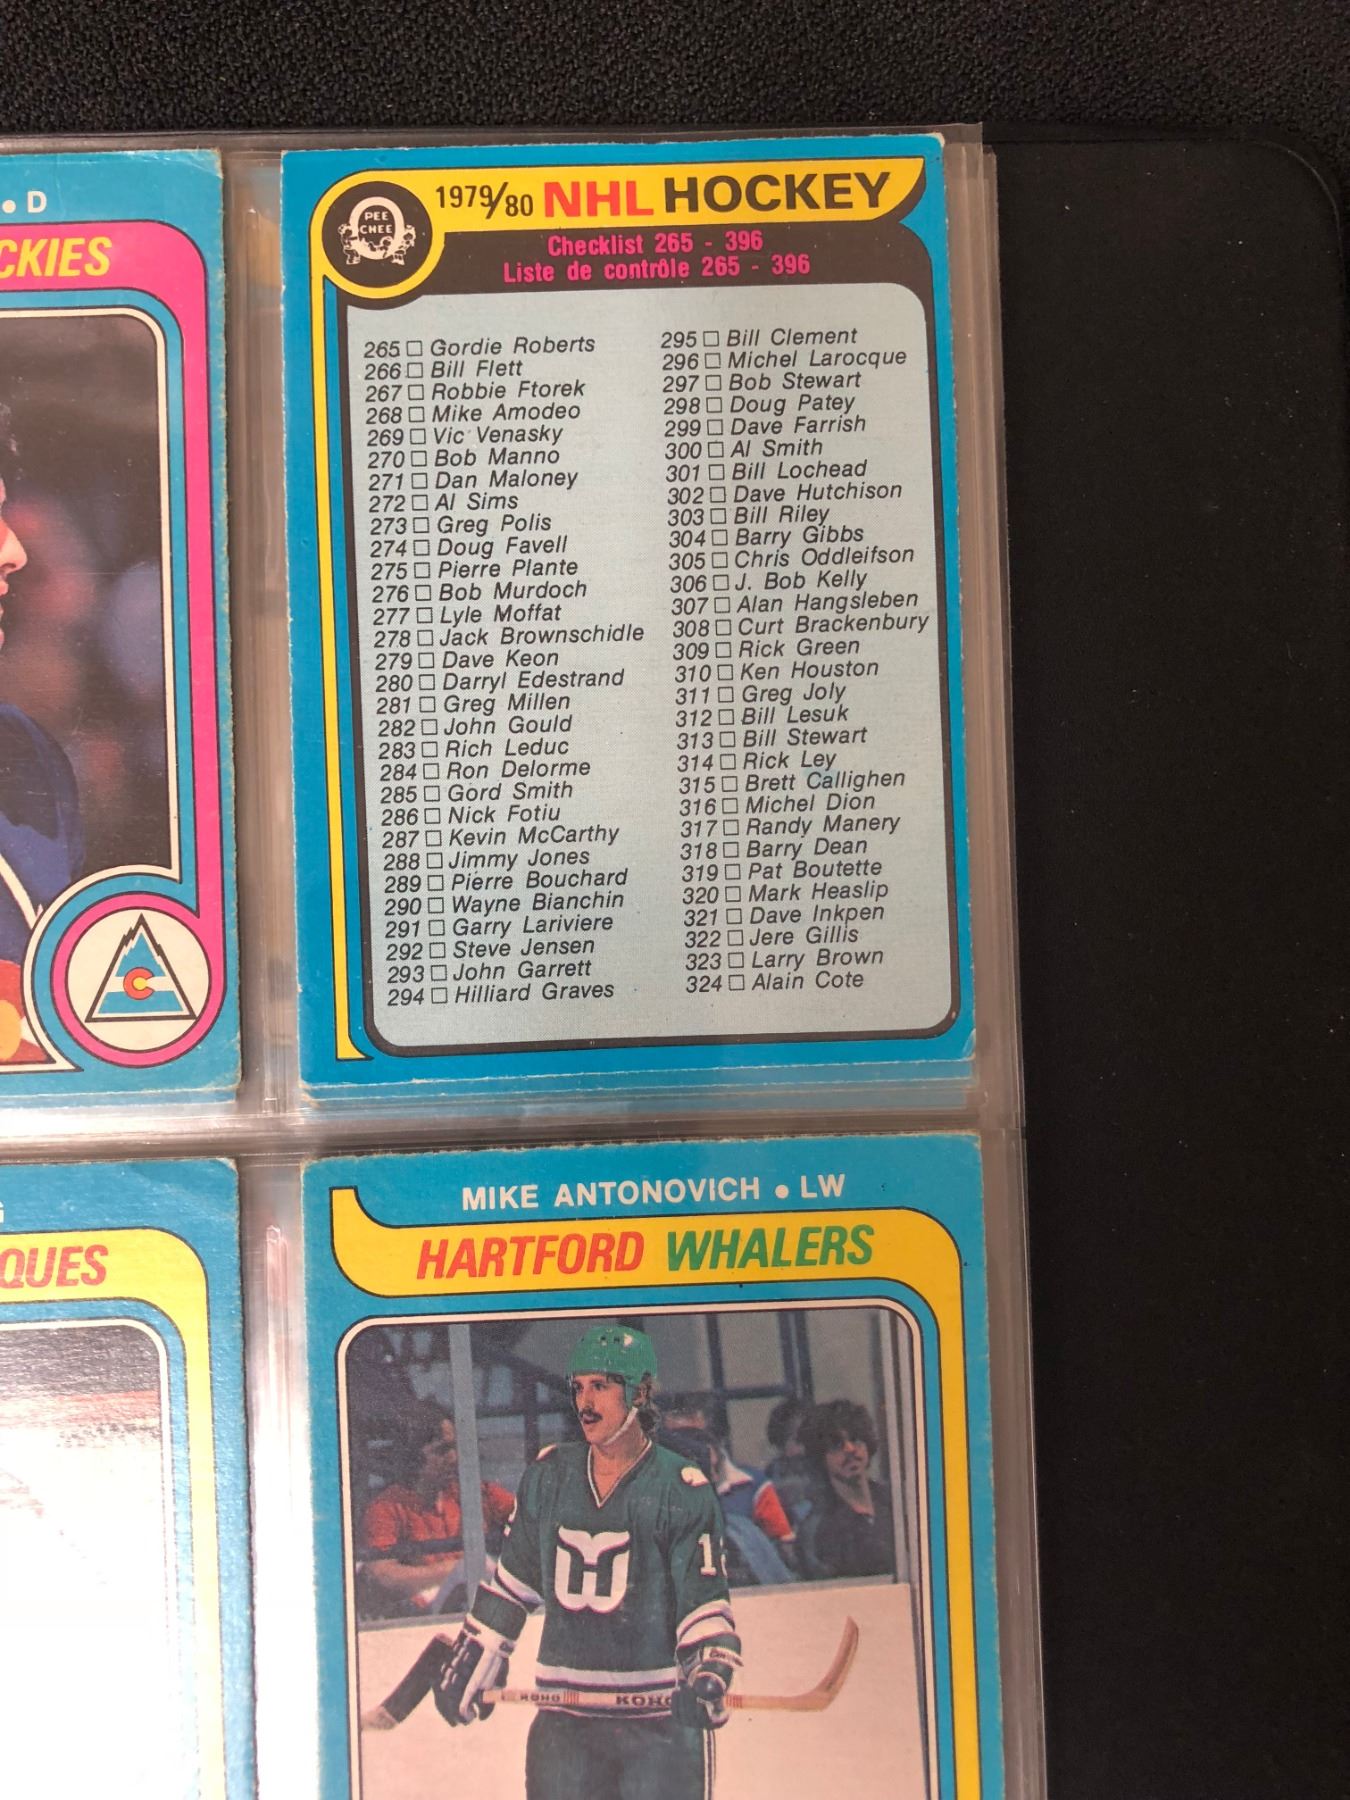 • D
CKIES
PEE
CHEE
1979/80 NHL HOCKEY
Checklist 265 - 396
Liste de contrôle 265 - 396
265 Gordie Roberts
266 Bill Flett
267 Robbie Ftorek
268 Mike Amodeo
269 Vic Venasky
270 Bob Manno
271 Dan Maloney
272 Al Sims
273 Greg Polis
274 Doug Favell
275 Pierre Plante
276 Bob Murdoch
277 Lyle Moffat
278 Jack Brownschidle
279 Dave Keon
280 Darryl Edestrand
281 Greg Millen
282 John Gould
283 Rich Leduc
284 Ron Delorme
285 Gord Smith
286 Nick Fotiu
287 Kevin McCarthy
288 Jimmy Jones
289 Pierre Bouchard
290 Wayne Bianchin
291 Garry Lariviere
292 Steve Jensen
293 John Garrett
294 Hilliard Graves
295 Bill Clement
296 Michel Larocque
297 Bob Stewart
298 Doug Patey
299 Dave Farrish
300 Al Smith
301 Bill Lochead
302 Dave Hutchison
303 Bill Riley
304 Barry Gibbs
305 Chris Oddleifson
306 J. Bob Kelly
307 Alan Hangsleben
308 Curt Brackenbury
309 Rick Green
310 Ken Houston
311 Greg Joly
312 Bill Lesuk
313 Bill Stewart
314 Rick Ley
315 Brett Callighen
316 Michel Dion
317 Randy Manery
318 Barry Dean
319 Pat Boutette
320 Mark Heaslip
321 Dave Inkpen
322 Jere Gillis
323 Larry Brown
324 Alain Cote
C
G
QUES
MIKE ANTONOVICH • LW
HARTFORD WHALERS
KOHO KOHO